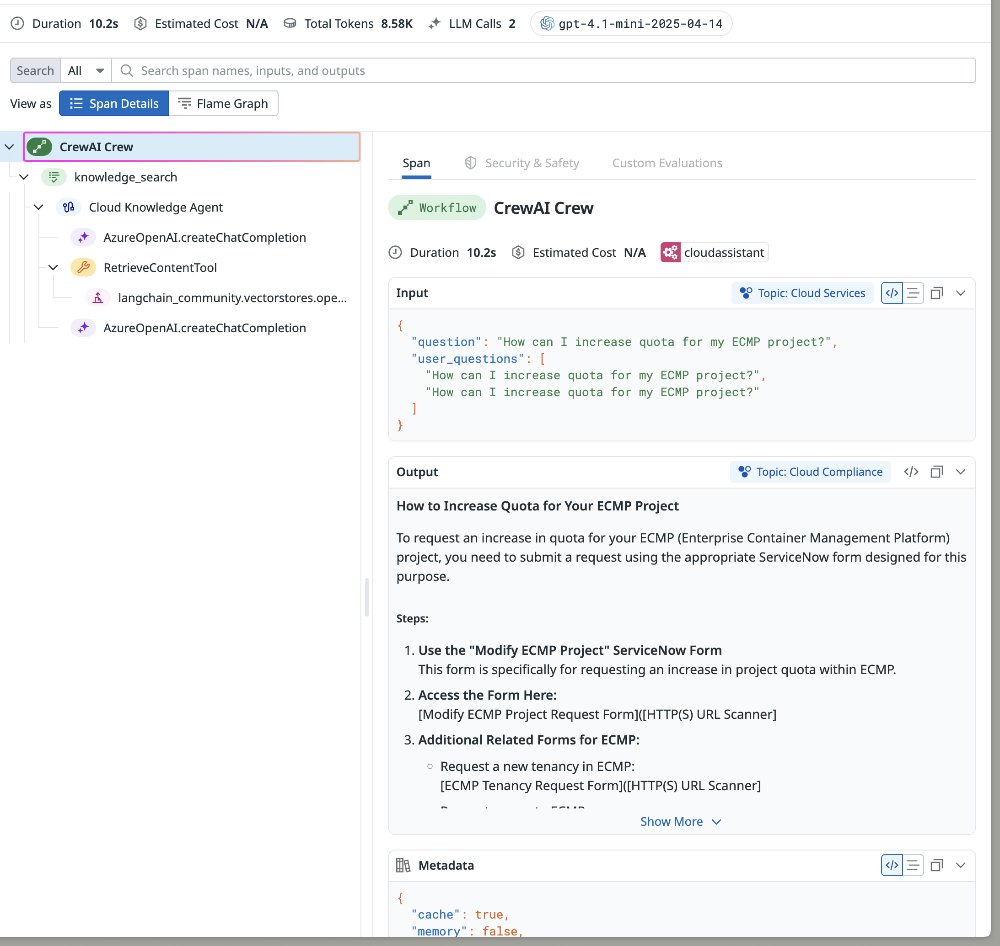 Duration 10.2s Estimated Cost N/A Total Tokens 8.58K LLM Calls 2 gpt-4.1-mini-2025-04-14
Search All Search span names, inputs, and outputs
View as Span Details Flame Graph
CrewAI Crew
knowledge_search
Cloud Knowledge Agent
AzureOpenAI.createChatCompletion
RetrieveContentTool
langchain_community.vectorstores.ope...
AzureOpenAI.createChatCompletion
Span Security & Safety Custom Evaluations
Workflow CrewAI Crew
Duration 10.2s Estimated Cost N/A cloudassistant
Input Topic: Cloud Services </>
{
"question": "How can I increase quota for my ECMP project?",
"user_questions": [
"How can I increase quota for my ECMP project?",
"How can I increase quota for my ECMP project?"
]
}
Output Topic: Cloud Compliance </>
How to Increase Quota for Your ECMP Project
To request an increase in quota for your ECMP (Enterprise Container Management Platform)
project, you need to submit a request using the appropriate ServiceNow form designed for this
purpose.
Steps:
1. Use the "Modify ECMP Project" ServiceNow Form
This form is specifically for requesting an increase in project quota within ECMP.
2. Access the Form Here:
[Modify ECMP Project Request Form]([HTTP(S) URL Scanner]
3. Additional Related Forms for ECMP:
○ Request a new tenancy in ECMP:
[ECMP Tenancy Request Form]([HTTP(S) URL Scanner]
Show More
Metadata </>
{
"cache": true,
"memory": false,